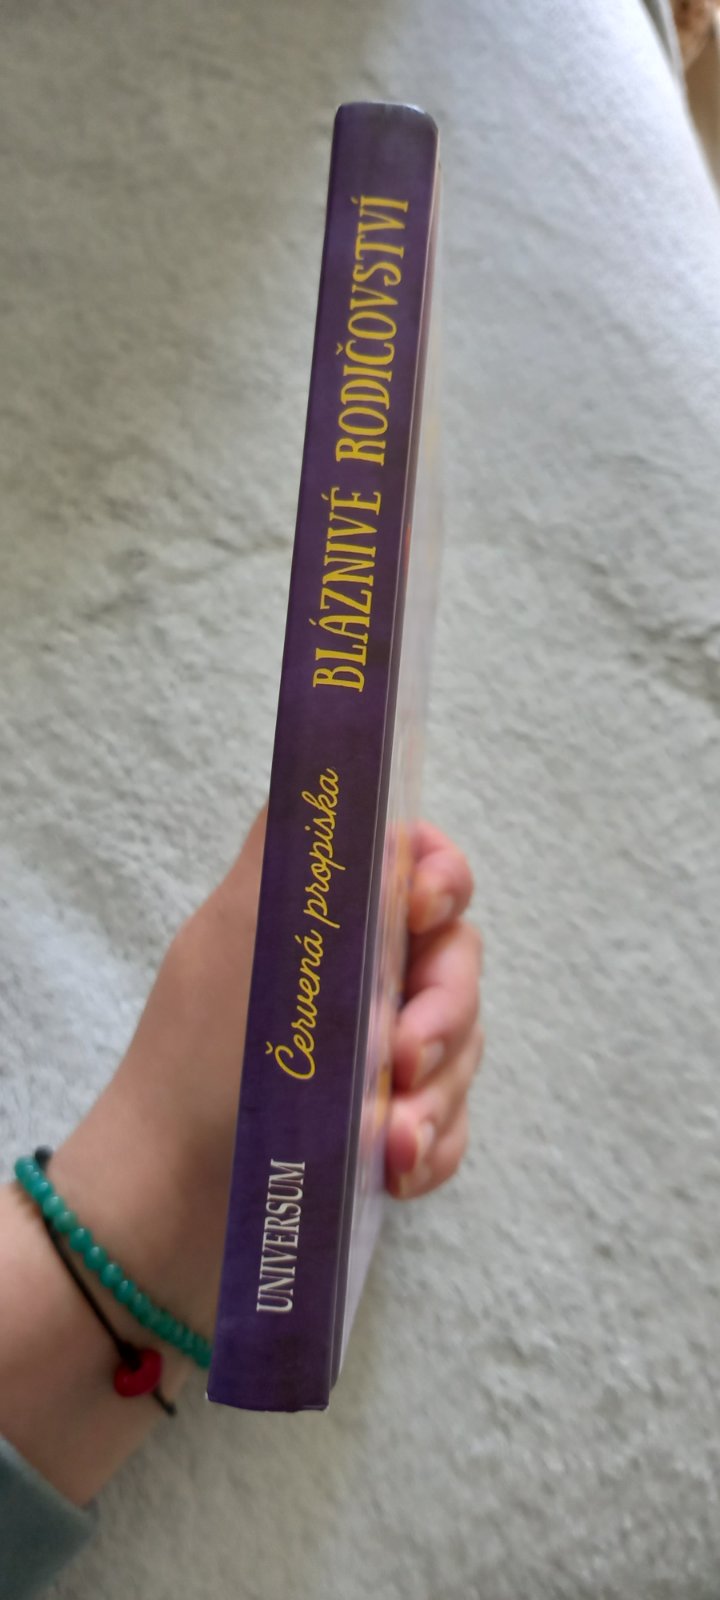 UNIVERSUM
Červená propiska
BLÁZNIVÉ RODIČOVSTVÍ